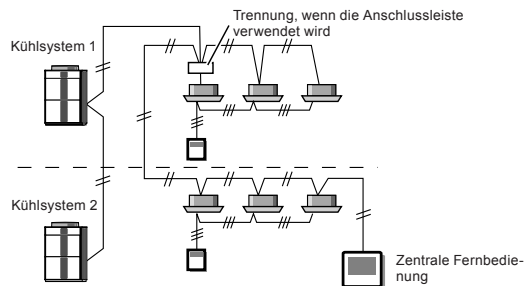 Trennung, wenn die Anschlussleiste
verwendet wird
Kühlsystem 1
Kühlsystem 2
Zentrale Fernbedie-
nung